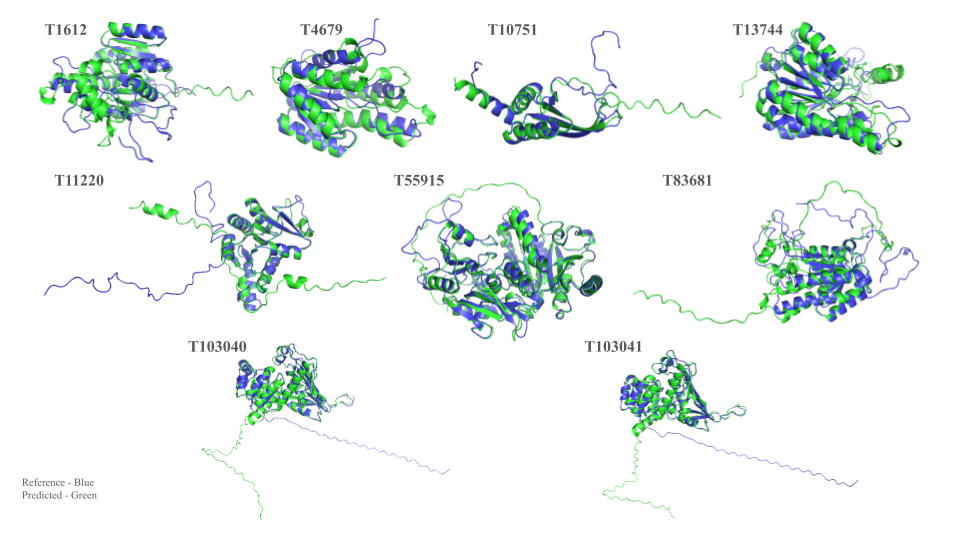 T1612
T4679
T10751
T13744
T11220
T55915
T83681
T103040
T103041
Reference - Blue
Predicted - Green